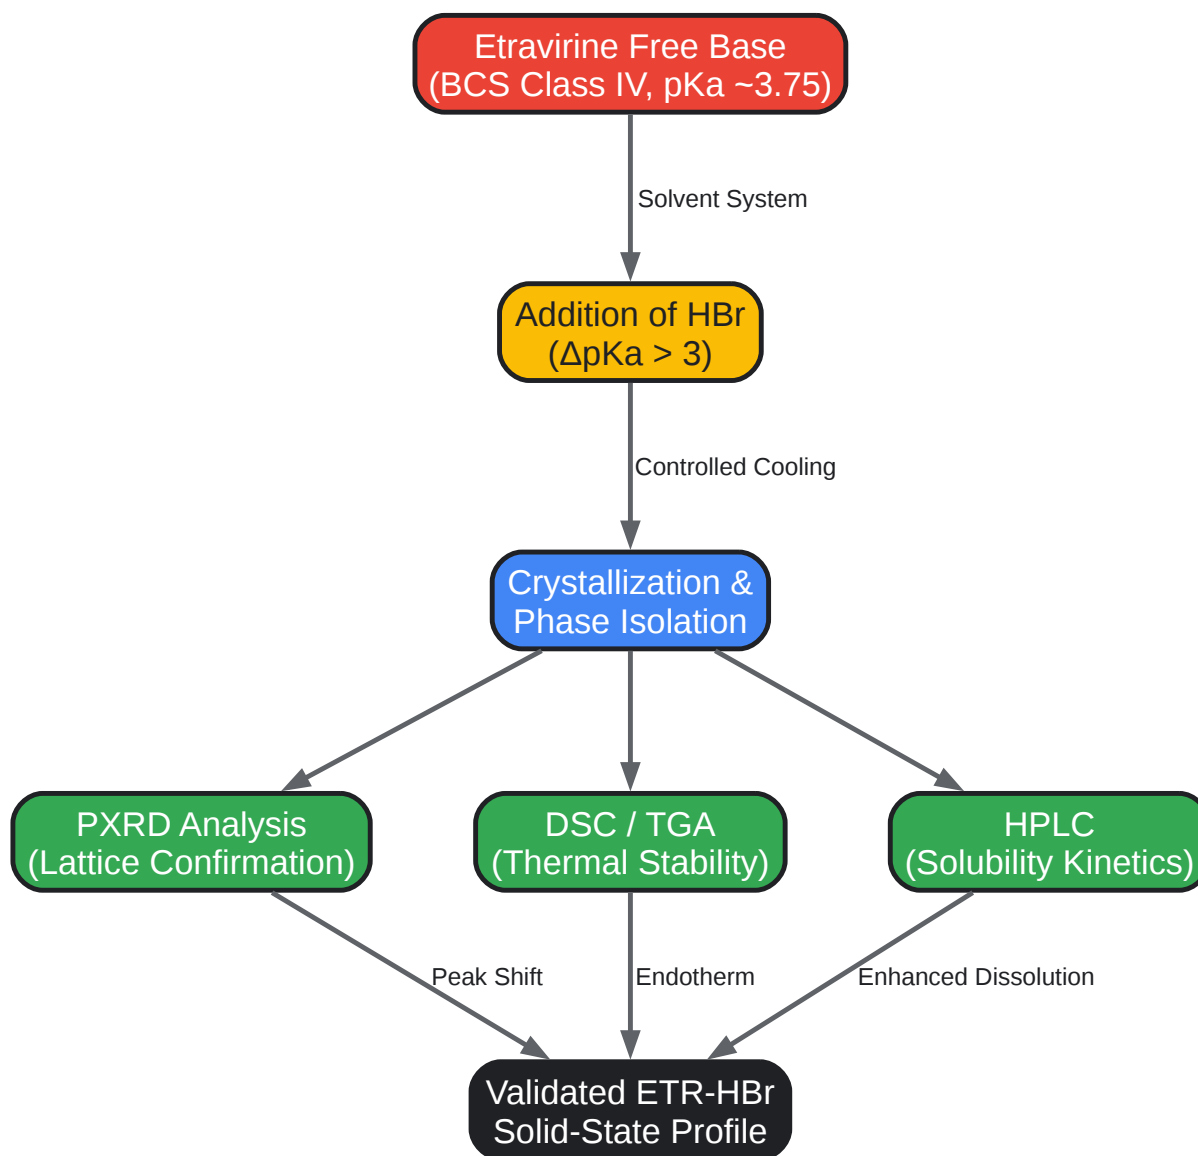 Etravirine Free Base
(BCS Class IV, pKa ~3.75)
Solvent System
Addition of HBr
(ΔpKa > 3)
Controlled Cooling
Crystallization &
Phase Isolation
PXRD Analysis
(Lattice Confirmation)
DSC / TGA
(Thermal Stability)
HPLC
(Solubility Kinetics)
Peak Shift
Endotherm
Enhanced Dissolution
Validated ETR-HBr
Solid-State Profile